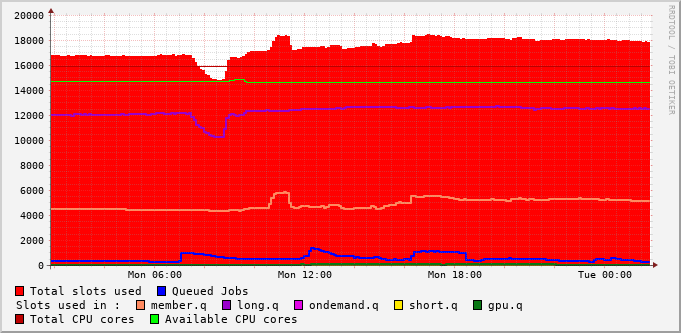 20000
18000
16000
14000
12000
10000
8000
6000
4000
2000
0
Mon 06:00 Mon 12:00 Mon 18:00 Tue 00:00
RRDTOOL / TOBI OETIKER
Total slots used Queued Jobs
Slots used in : member.q long.q ondemand.q short.q gpu.q
Total CPU cores Available CPU cores